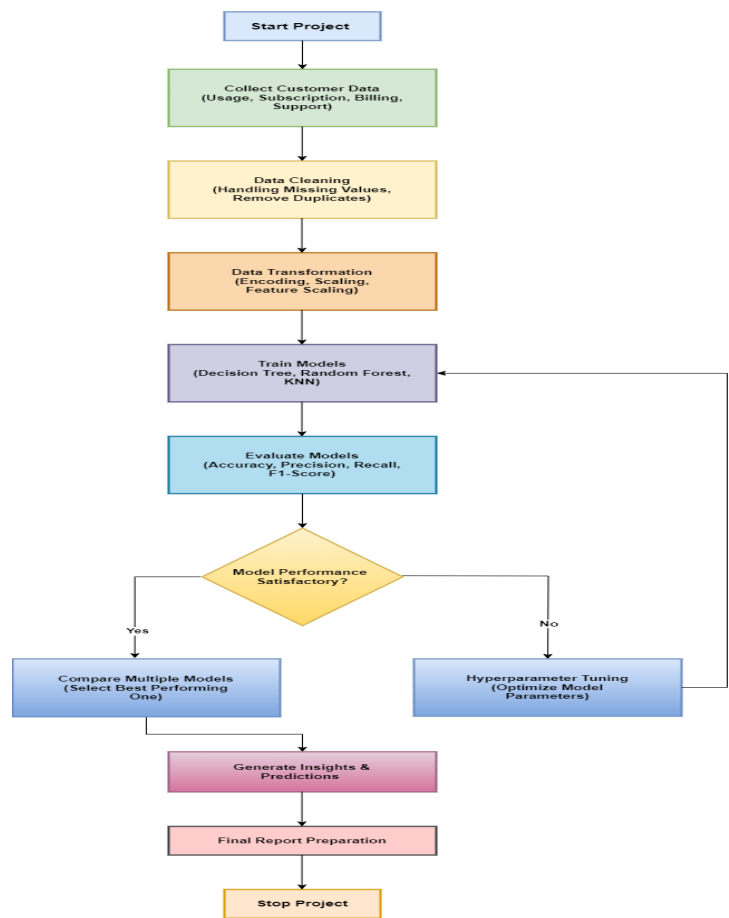 Start Project
Collect Customer Data
(Usage, Subscription, Billing,
Support)
Data Cleaning
(Handling Missing Values,
Remove Duplicates)
Data Transformation
(Encoding, Scaling,
Feature Scaling)
Train Models
(Decision Tree, Random Forest,
KNN)
Evaluate Models
(Accuracy, Precision, Recall,
F1-Score)
Model Performance
Satisfactory?
Yes
No
Compare Multiple Models
(Select Best Performing
One)
Hyperparameter Tuning
(Optimize Model
Parameters)
Generate Insights &
Predictions
Final Report Preparation
Stop Project